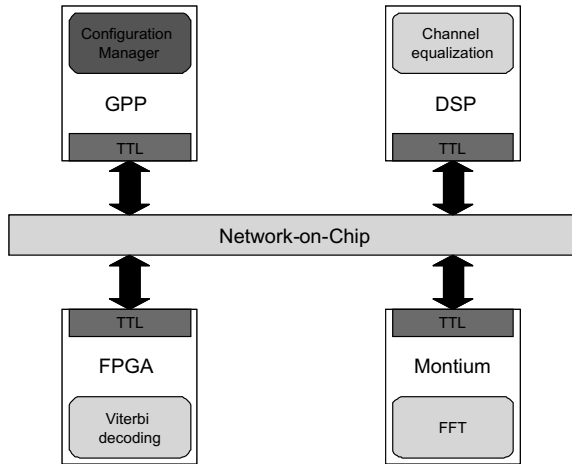 Configuration
Manager
GPP
TTL
Channel
equalization
DSP
TTL
Network-on-Chip
TTL
FPGA
Viterbi
decoding
TTL
Montium
FFT